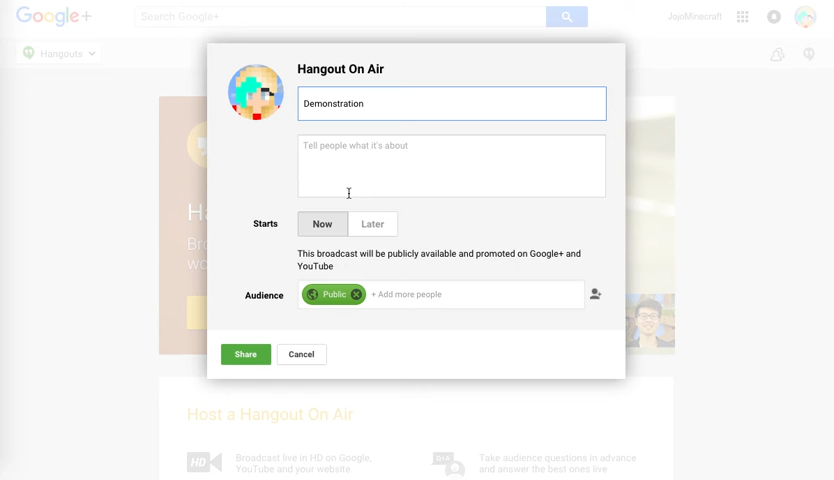 Google+
Search Google+
JojoMinecraft
Hangouts
Hangout On Air
Demonstration
Tell people what it's about
Starts
Now
Later
This broadcast will be publicly available and promoted on Google+ and
YouTube
Audience
Public
+ Add more people
Share
Cancel
Host a Hangout On Air
HD
Broadcast live in HD on Google,
YouTube and your website
Q&A
Take audience questions in advance
and answer the best ones live